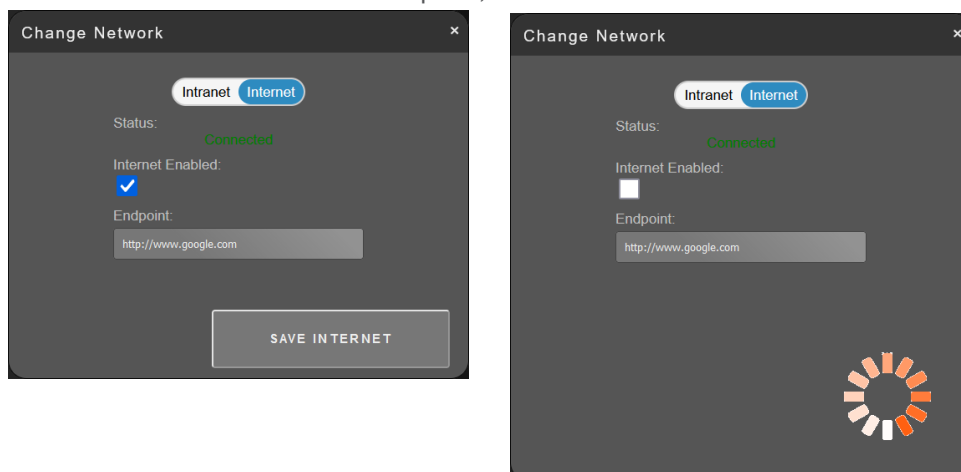 Change Network ×
Intranet Internet
Status:
Connected
Internet Enabled:
Endpoint:
http://www.google.com
SAVE INTERNET
Change Network ×
Intranet Internet
Status:
Connected
Internet Enabled:
Endpoint:
http://www.google.com